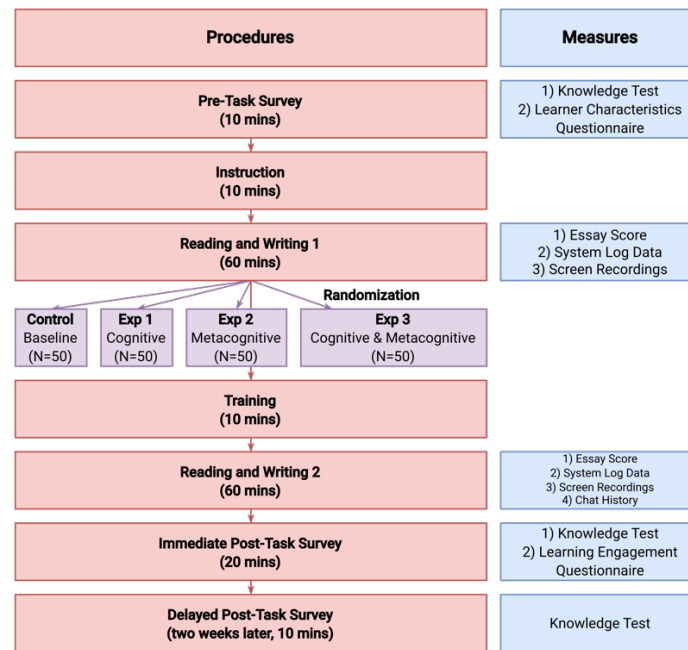 Procedures
Measures
Pre-Task Survey
(10 mins)
1) Knowledge Test
2) Learner Characteristics
Questionnaire
Instruction
(10 mins)
Reading and Writing 1
(60 mins)
1) Essay Score
2) System Log Data
3) Screen Recordings
Randomization
Control
Baseline
(N=50)
Exp 1
Cognitive
(N=50)
Exp 2
Metacognitive
(N=50)
Exp 3
Cognitive & Metacognitive
(N=50)
Training
(10 mins)
Reading and Writing 2
(60 mins)
1) Essay Score
2) System Log Data
3) Screen Recordings
4) Chat History
Immediate Post-Task Survey
(20 mins)
1) Knowledge Test
2) Learning Engagement
Questionnaire
Delayed Post-Task Survey
(two weeks later, 10 mins)
Knowledge Test